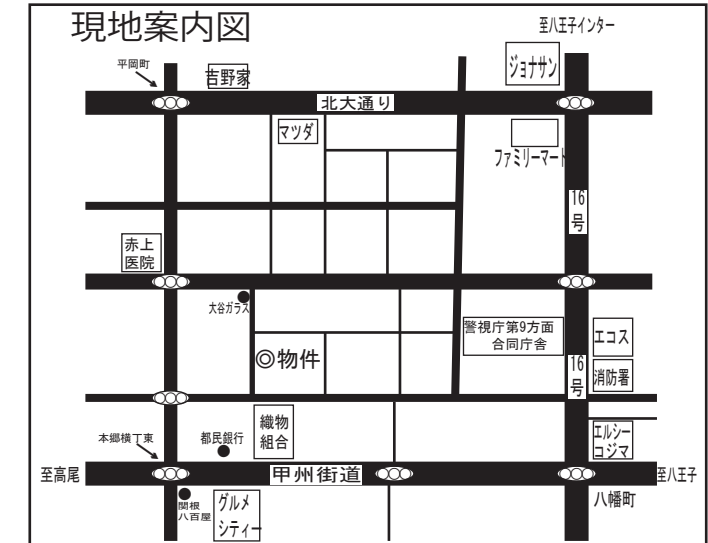 現地案内図
至八王子インター
平岡町
吉野家
ジョナサン
北大通り
マツダ
ファミリーマート
16
号
赤上
医院
大谷ガラス
警視庁第9方面
合同庁舎
エコス
◎物件
16
号
消防署
織物
組合
本郷横丁東
都民銀行
エルシー
コジマ
至高尾
甲州街道
至八王子
関根
八百屋
グルメ
シティー
八幡町